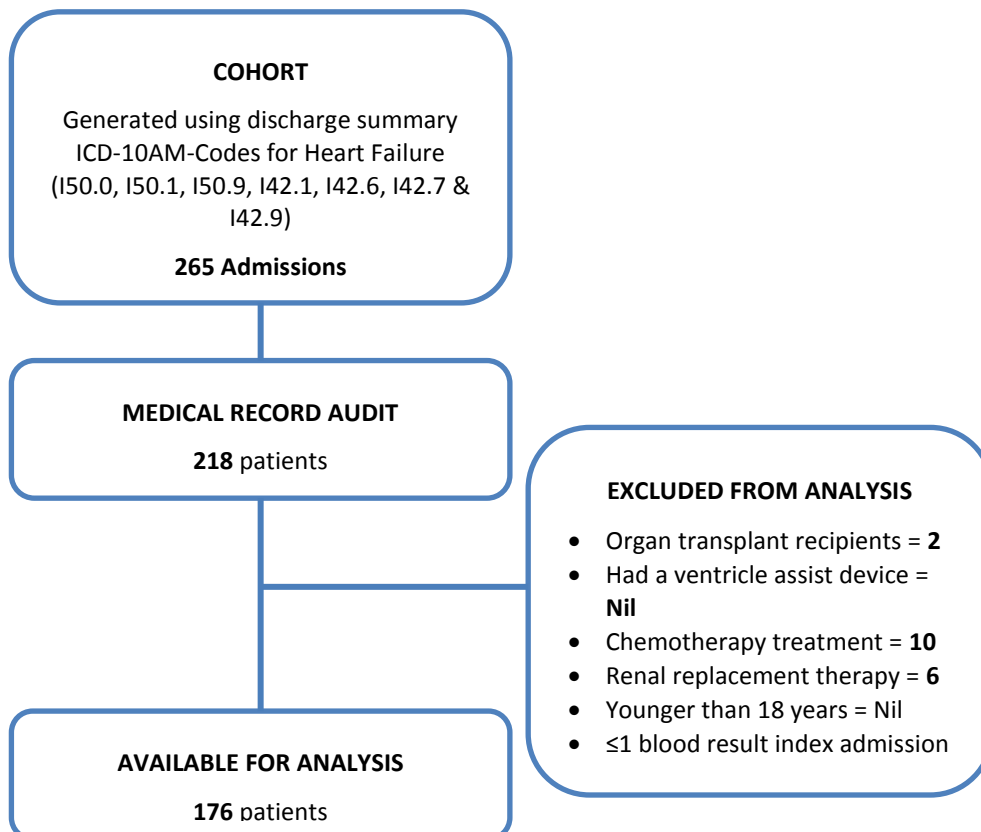 COHORT
Generated using discharge summary
ICD-10AM-Codes for Heart Failure
(I50.0, I50.1, I50.9, I42.1, I42.6, I42.7 &
I42.9)
265 Admissions
MEDICAL RECORD AUDIT
218 patients
EXCLUDED FROM ANALYSIS
• Organ transplant recipients = 2
• Had a ventricle assist device =
Nil
• Chemotherapy treatment = 10
• Renal replacement therapy = 6
• Younger than 18 years = Nil
• ≤1 blood result index admission
AVAILABLE FOR ANALYSIS
176 patients